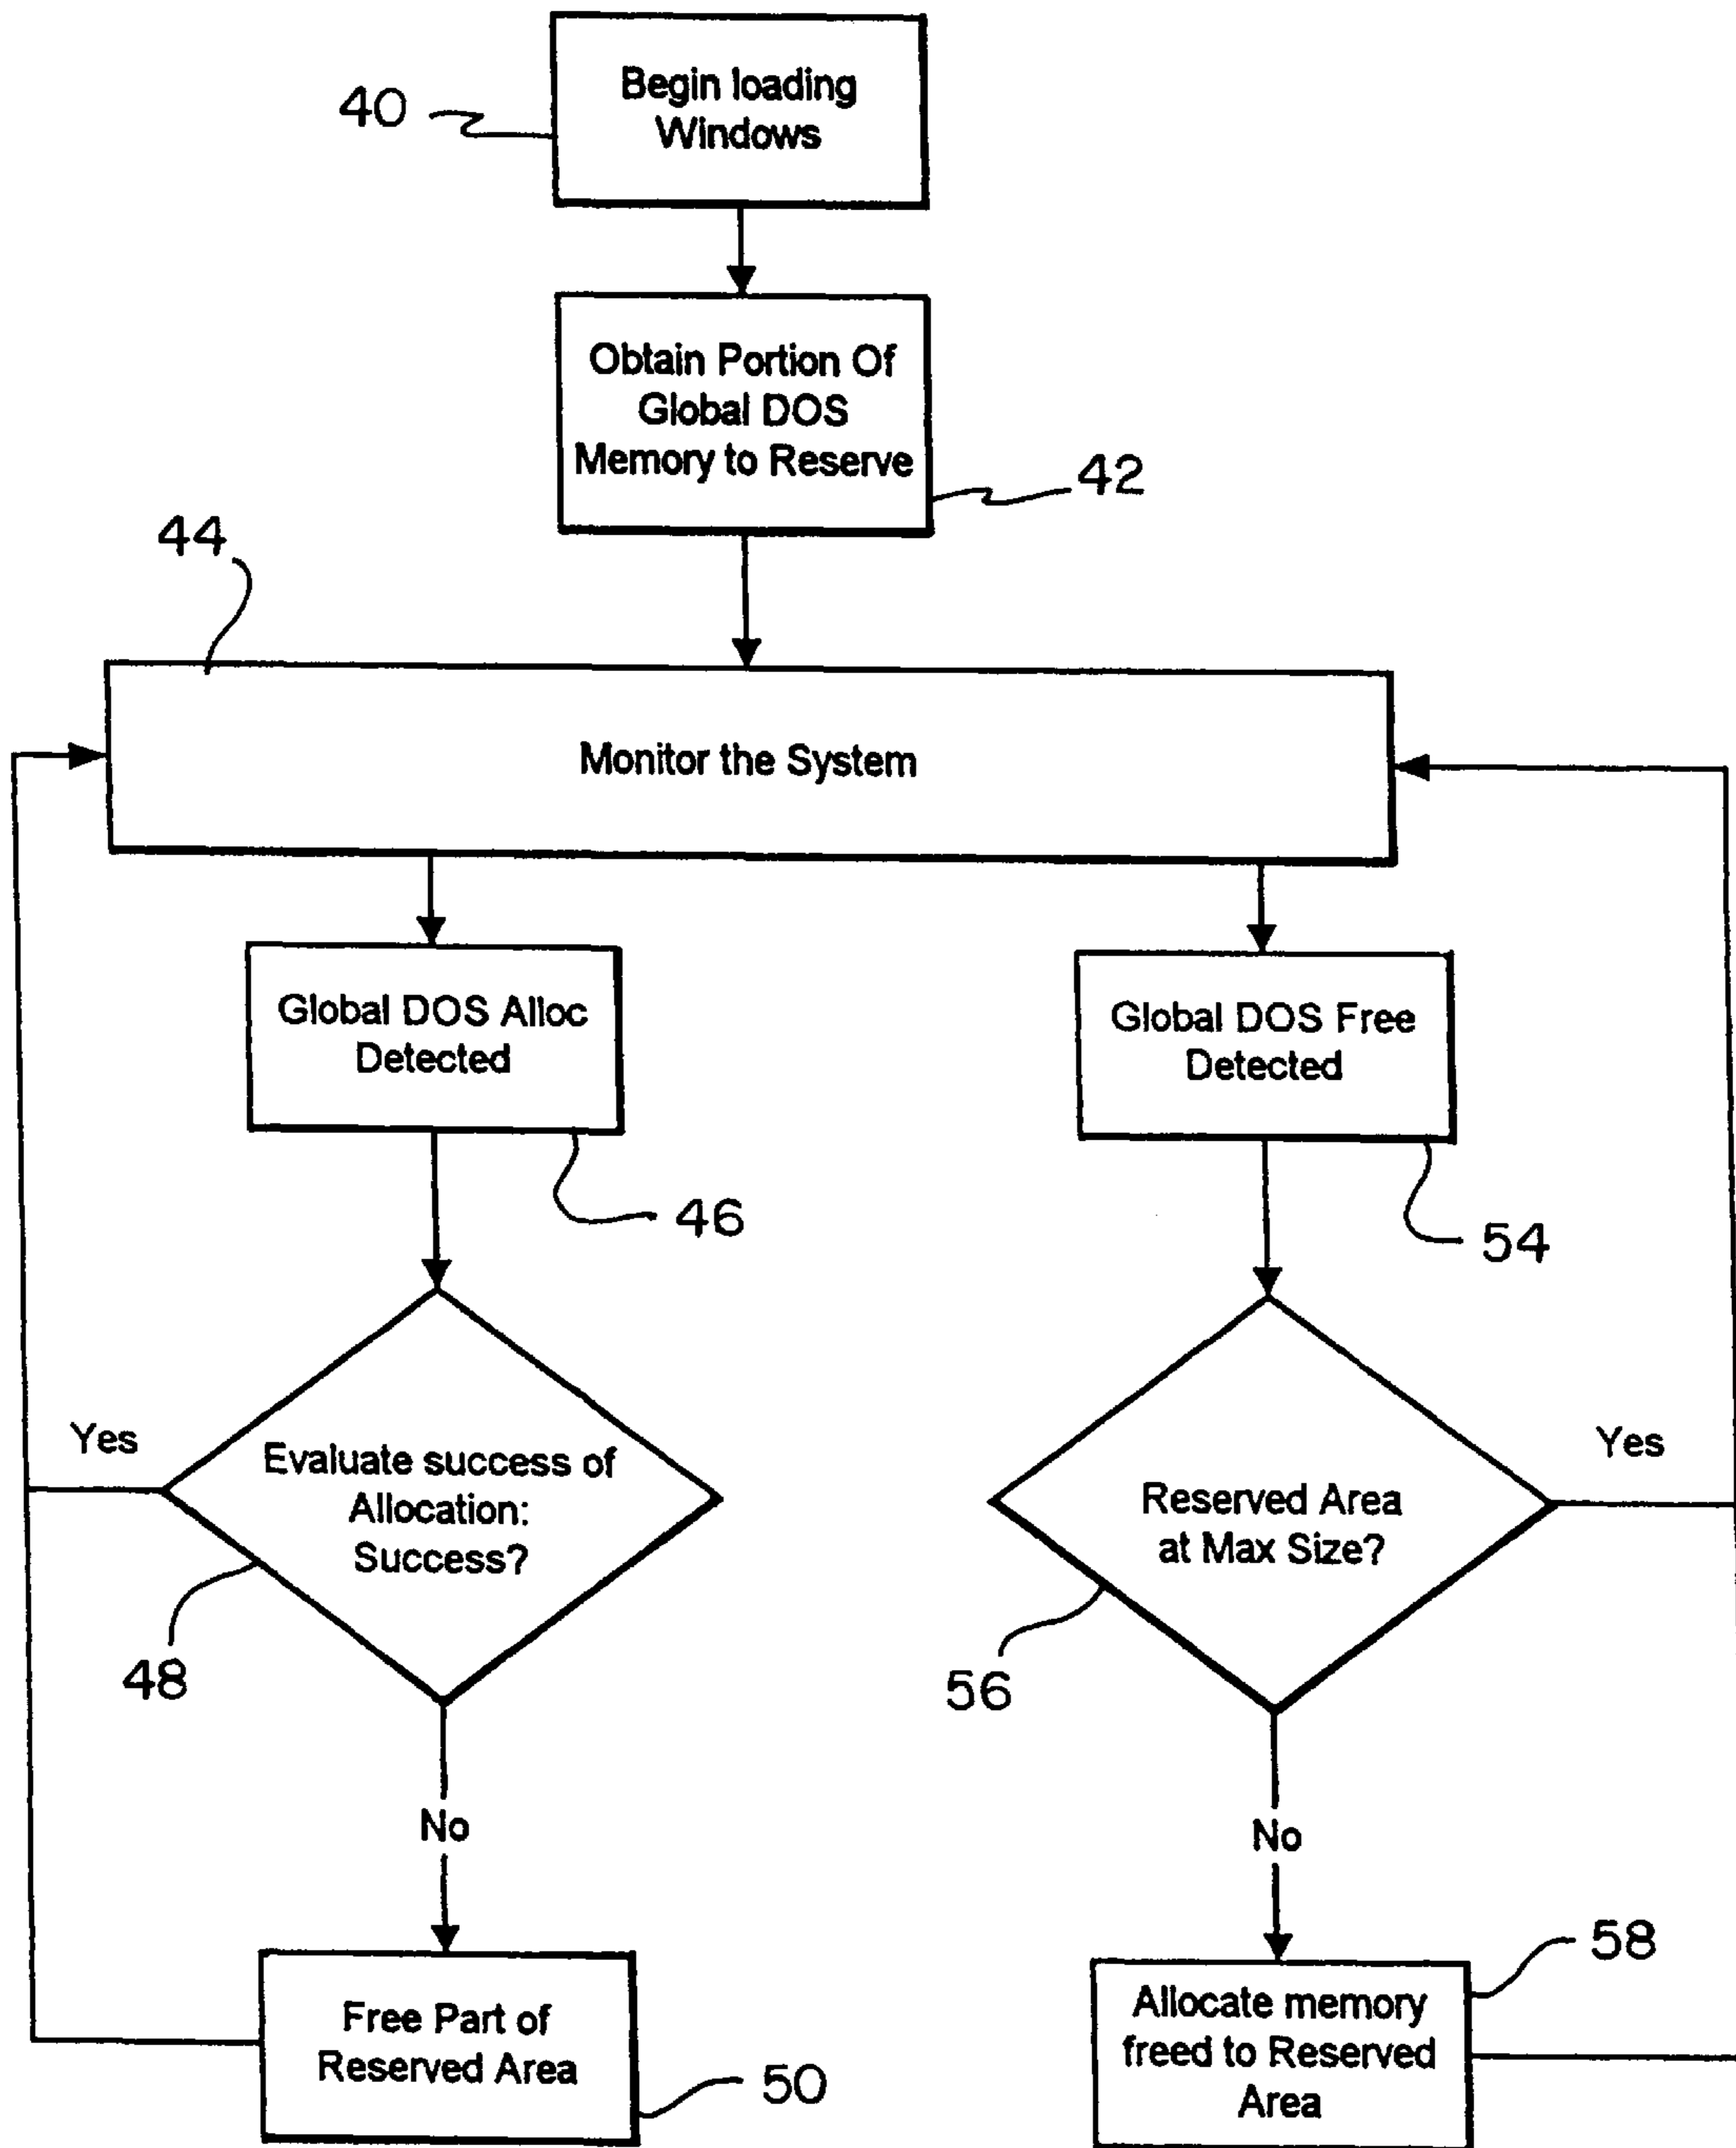 Begin loading
Windows
40
Obtain Portion Of
Global DOS
Memory to Reserve
42
44
Monitor the System
Global DOS Alloc
Detected
46
Global DOS Free
Detected
54
Yes
Evaluate success of
Allocation:
Success?
48
Reserved Area
at Max Size?
Yes
56
No
No
Free Part of
Reserved Area
50
Allocate memory
freed to Reserved
Area
58